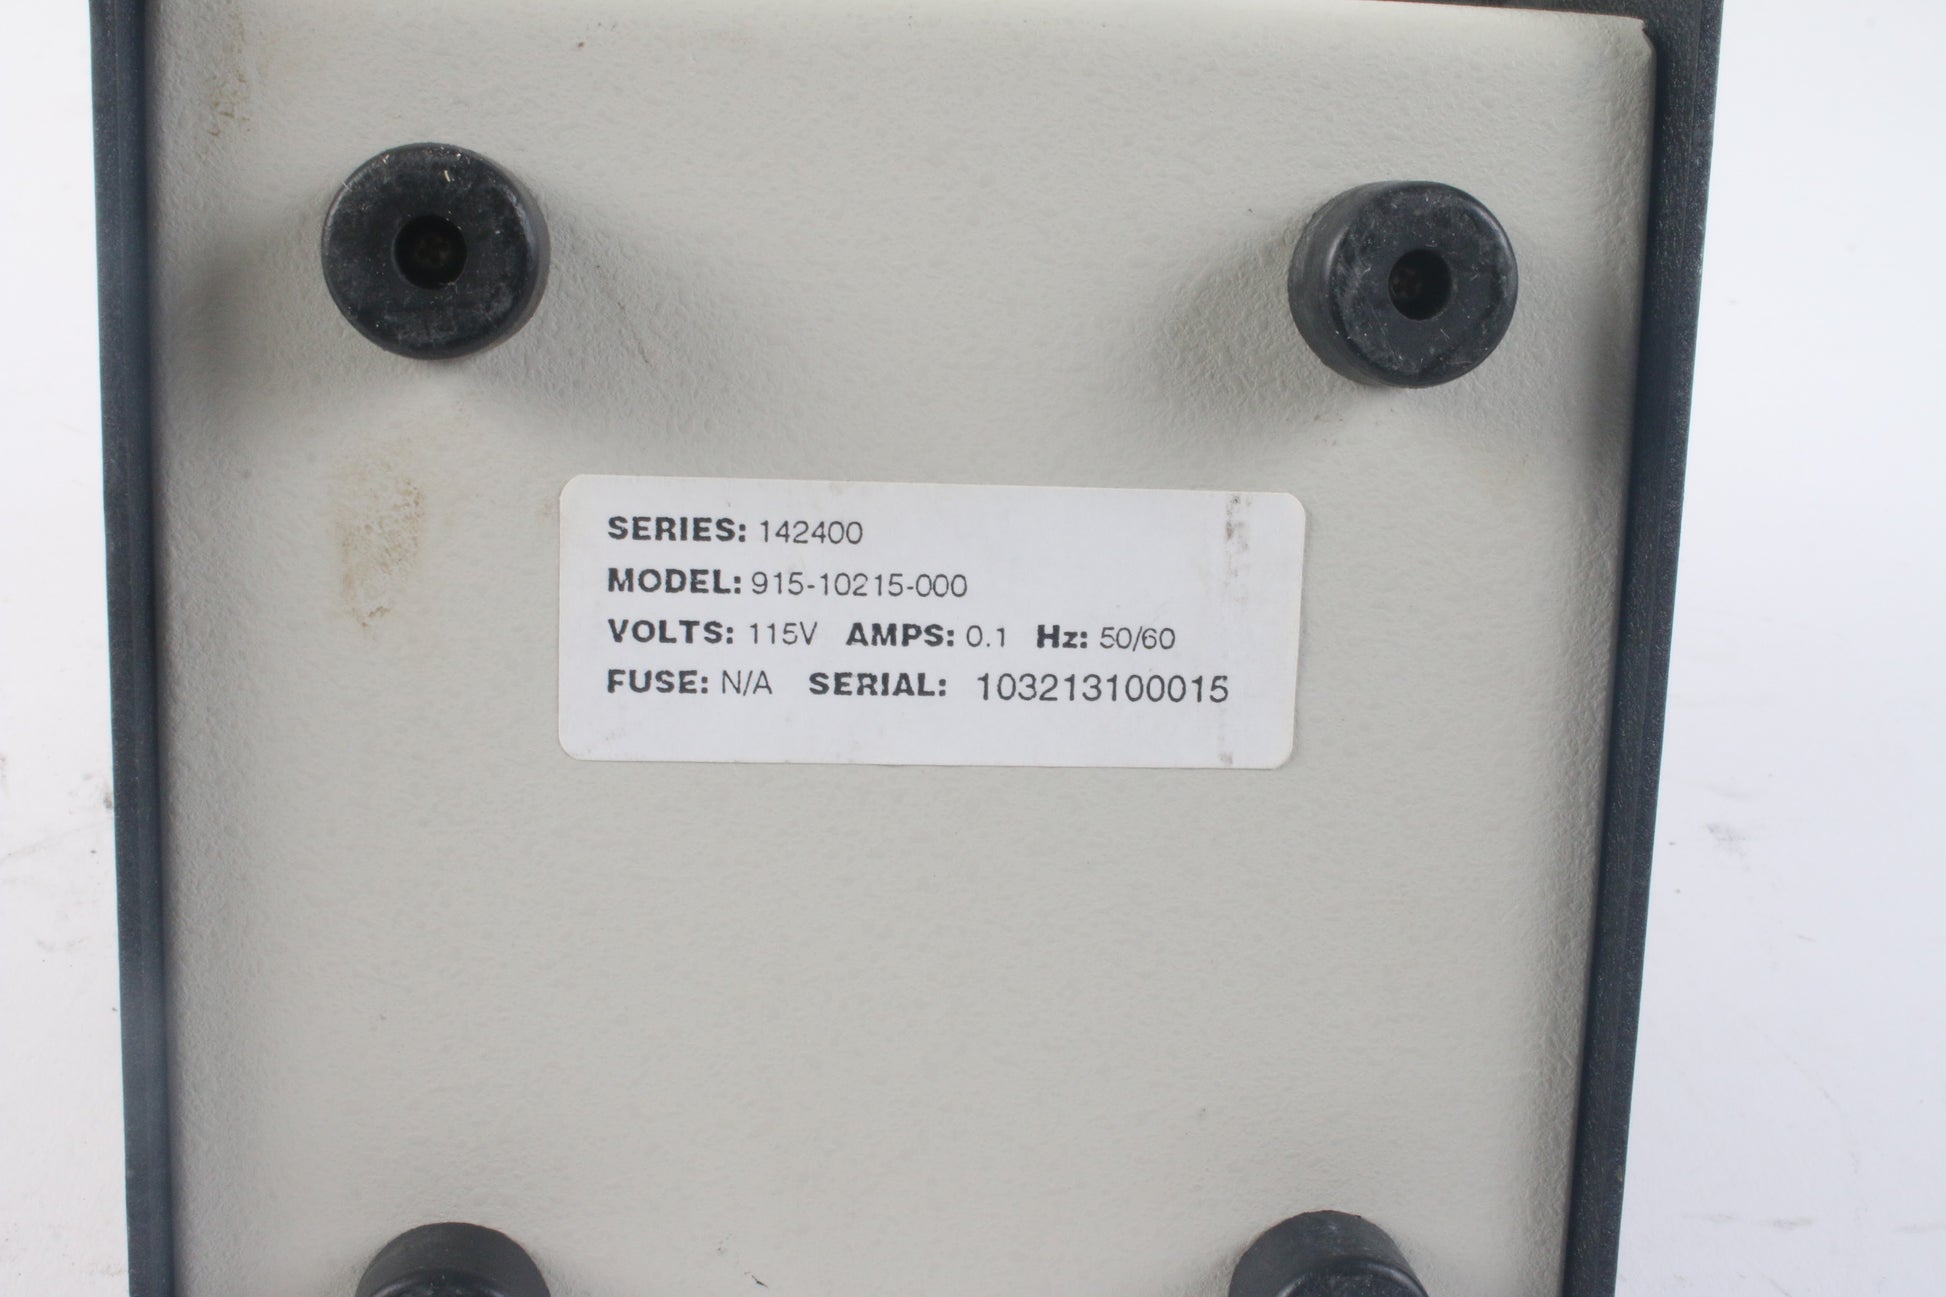 SERIES: 142400
MODEL: 915-10215-000
VOLTS: 115V AMPS: 0.1 Hz: 50/60
FUSE: N/A SERIAL: 103213100015